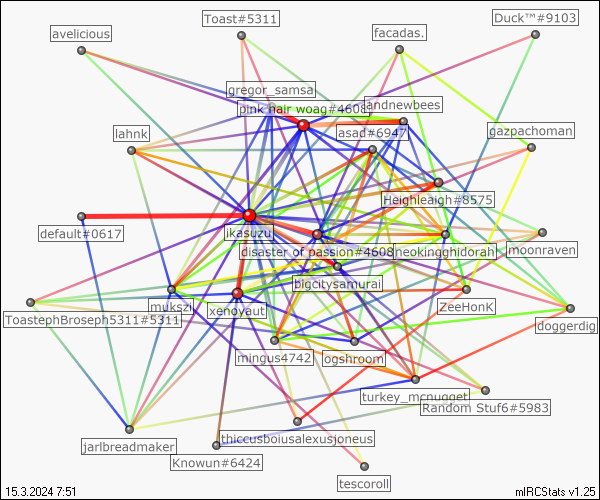 Toast#5311
Duck™#9103
avelicious
facadas.
gregor_samsa
pink hair woag#4608
andnewbees
lahnk
asad#6947
gazpachoman
Heighleaigh#8575
default#0617
ikasuzu
disaster of passion#4608
neokingghidorah
moonraven
bigcitysamurai
ToastephBroseph5311#5311
mukszi
xenoyaut
ZeeHonK
doggerdig
mingus4742
ogshroom
turkey_mcnugget
Random Stuf6#5983
thiccusboiusalexusjoneus
jarlbreadmaker
Knowun#6424
tescoroll
15.3.2024 7:51
mIRCStats v1.25